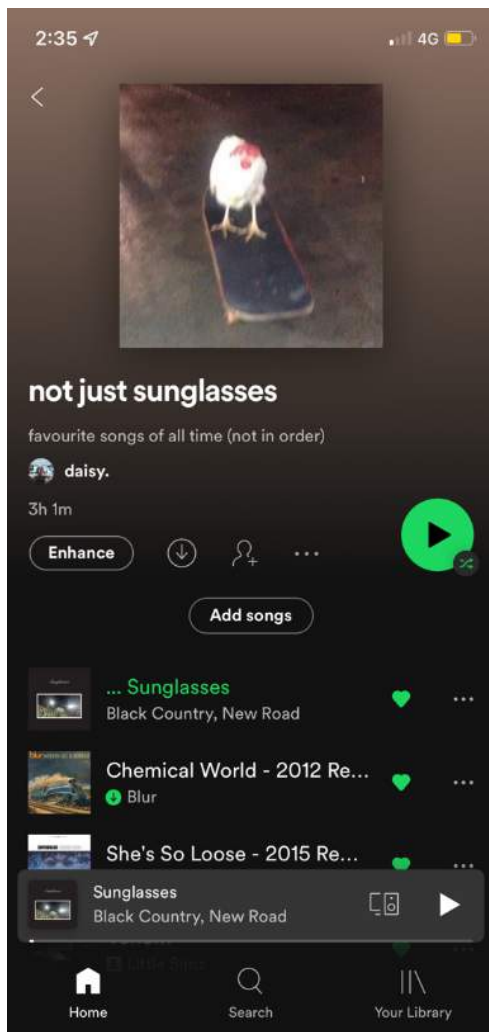 2:35
4G
not just sunglasses
favourite songs of all time (not in order)
daisy.
3h 1m
Enhance
Add songs
... Sunglasses
Black Country, New Road
Chemical World - 2012 Re...
Blur
She's So Loose - 2015 Re...
Sunglasses
Black Country, New Road
Home
Search
Your Library